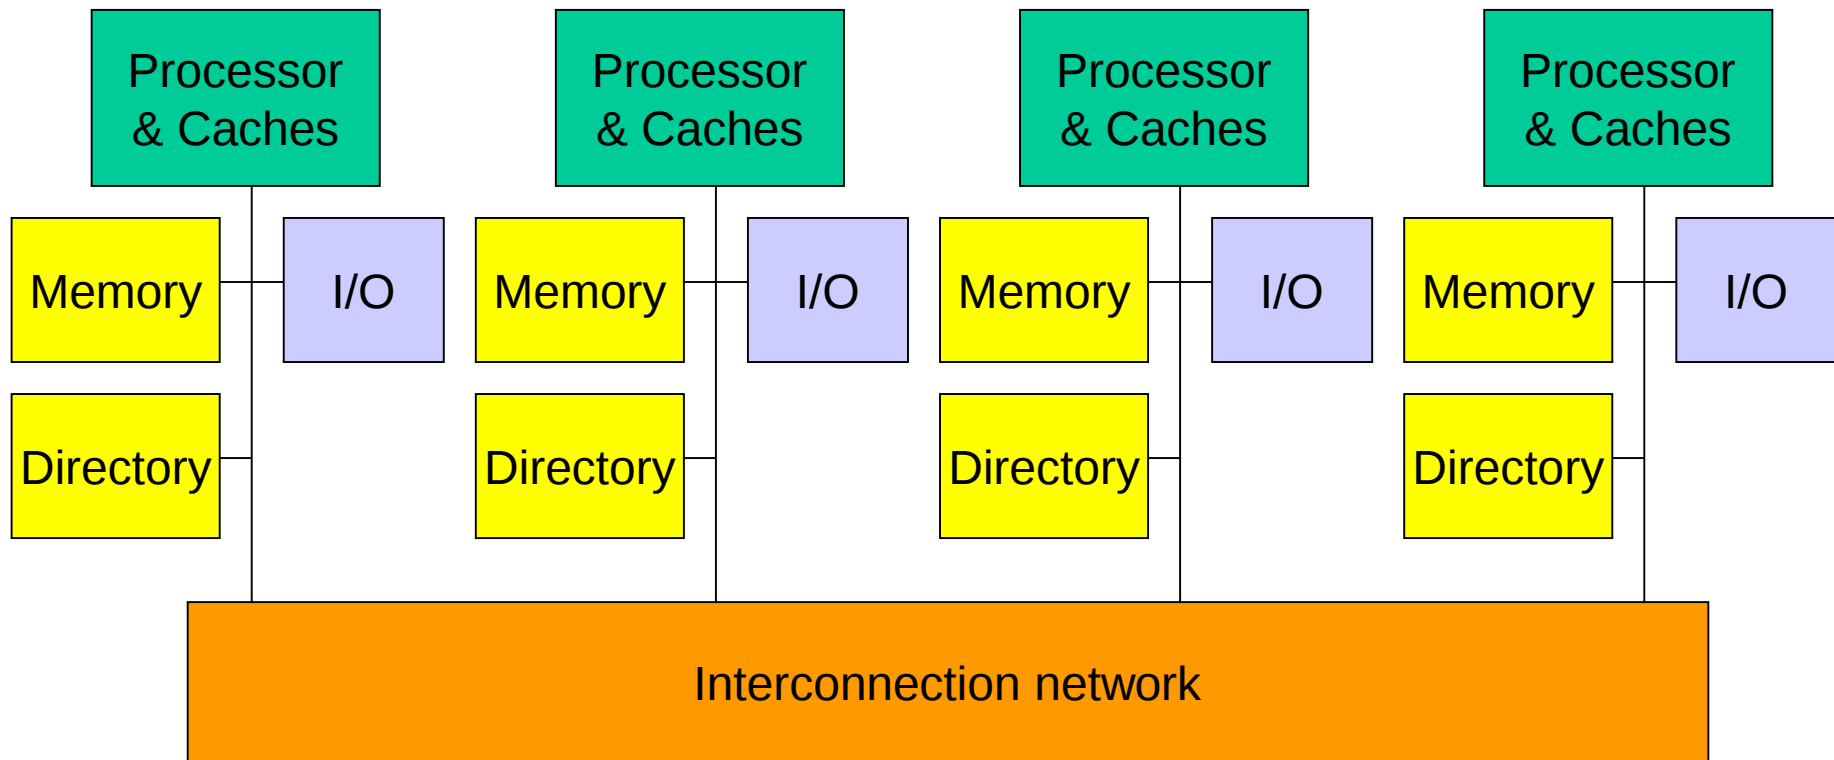 Processor
& Caches
Processor
& Caches
Processor
& Caches
Processor
& Caches
Memory
I/O
Memory
I/O
Memory
I/O
Memory
I/O
Directory
Directory
Directory
Directory
Interconnection network